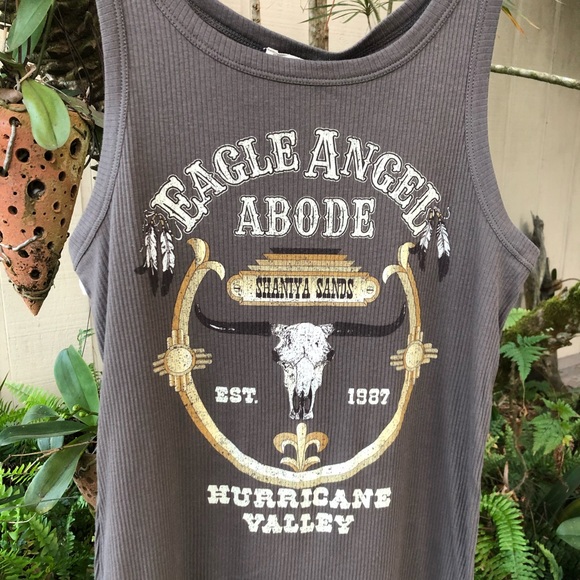 EAGLE ANGEL
ABODE
SHANIYA SANDS
EST. 1987
HURRICANE
VALLEY